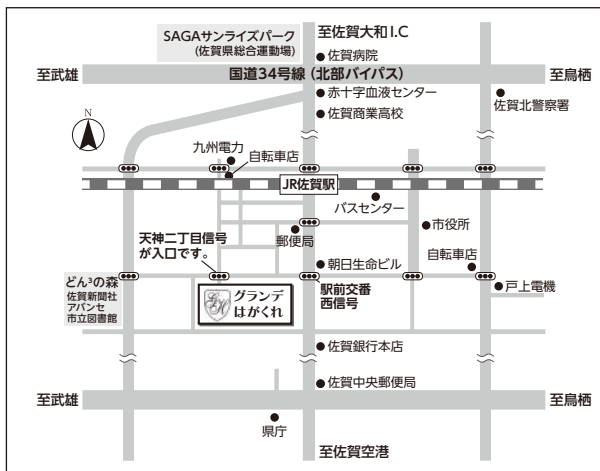 SAGAサンライズパーク
(佐賀県総合運動場)
至佐賀大和I.C
佐賀病院
至武雄
国道34号線(北部バイパス)
至鳥栖
赤十字血液センター
佐賀北警察署
佐賀商業高校
N
九州電力
自転車店
JR佐賀駅
バスセンター
天神二丁目信号
が入口です。
郵便局
市役所
自転車店
朝日生命ビル
どん³の森
佐賀新聞社
アバンセ
市立図書館
グランデ
はがくれ
駅前交番
西信号
戸上電機
佐賀銀行本店
佐賀中央郵便局
至武雄
至鳥栖
県庁
至佐賀空港